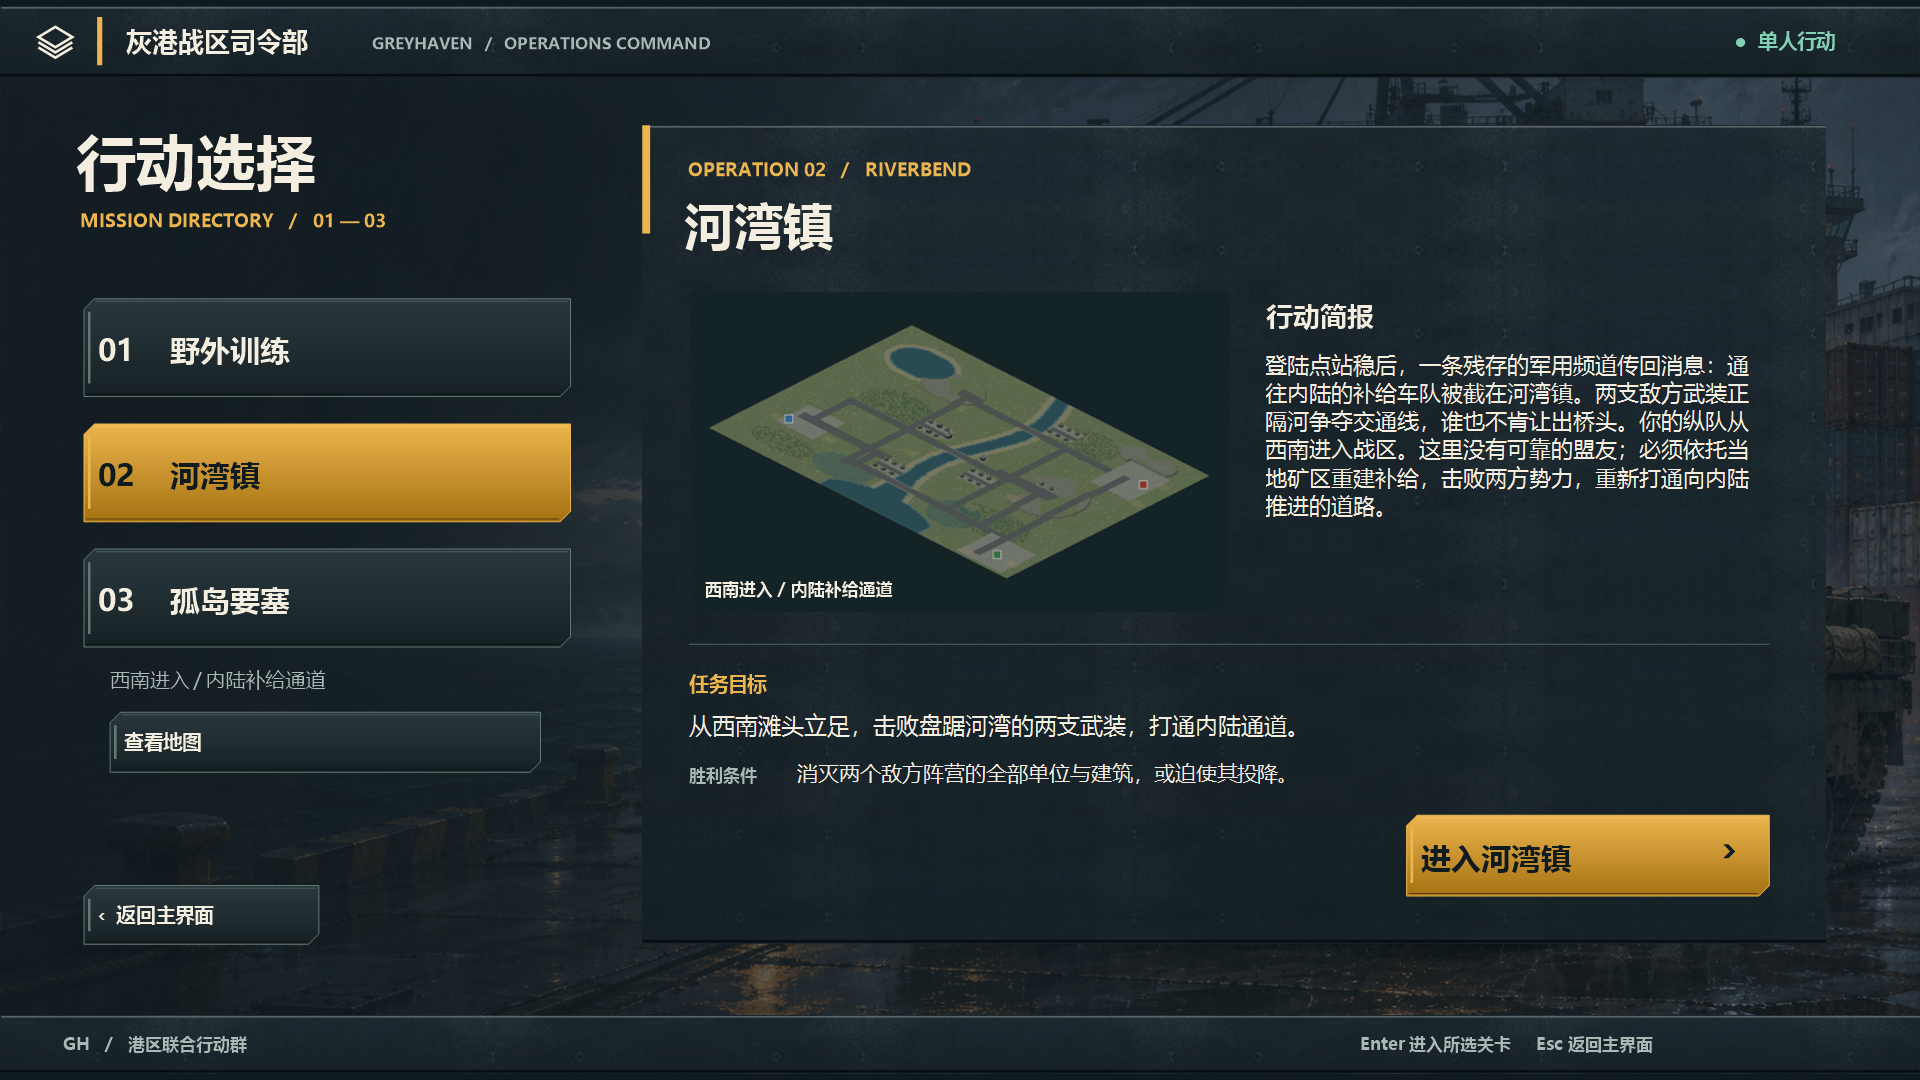 灰港战区司令部
GREYHAVEN / OPERATIONS COMMAND
单人行动
行动选择
MISSION DIRECTORY / 01 — 03
01 野外训练
02 河湾镇
03 孤岛要塞
西南进入 / 内陆补给通道
查看地图
‹ 返回主界面
OPERATION 02 / RIVERBEND
河湾镇
西南进入 / 内陆补给通道
行动简报
登陆点站稳后，一条残存的军用频道传回消息：通
往内陆的补给车队被截在河湾镇。两支敌方武装正
隔河争夺交通线，谁也不肯让出桥头。你的纵队从
西南进入战区。这里没有可靠的盟友；必须依托当
地矿区重建补给，击败两方势力，重新打通向内陆
推进的道路。
任务目标
从西南滩头立足，击败盘踞河湾的两支武装，打通内陆通道。
胜利条件 消灭两个敌方阵营的全部单位与建筑，或迫使其投降。
进入河湾镇 ›
GH / 港区联合行动群
Enter 进入所选关卡 Esc 返回主界面